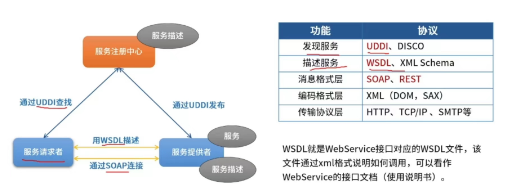 服务描述
服务注册中心
通过UDDI查找
通过UDDI发布
服务
用WSDL描述
服务请求者
服务提供者
通过SOAP连接
服务描述
功能 协议
发现服务 UDDI、DISCO
描述服务 WSDL、XML Schema
消息格式层 SOAP、REST
编码格式层 XML（DOM，SAX）
传输协议层 HTTP、TCP/IP 、SMTP等
WSDL就是WebService接口对应的WSDL文件，该
文件通过xml格式说明如何调用，可以看作
WebService的接口文档（使用说明书）。